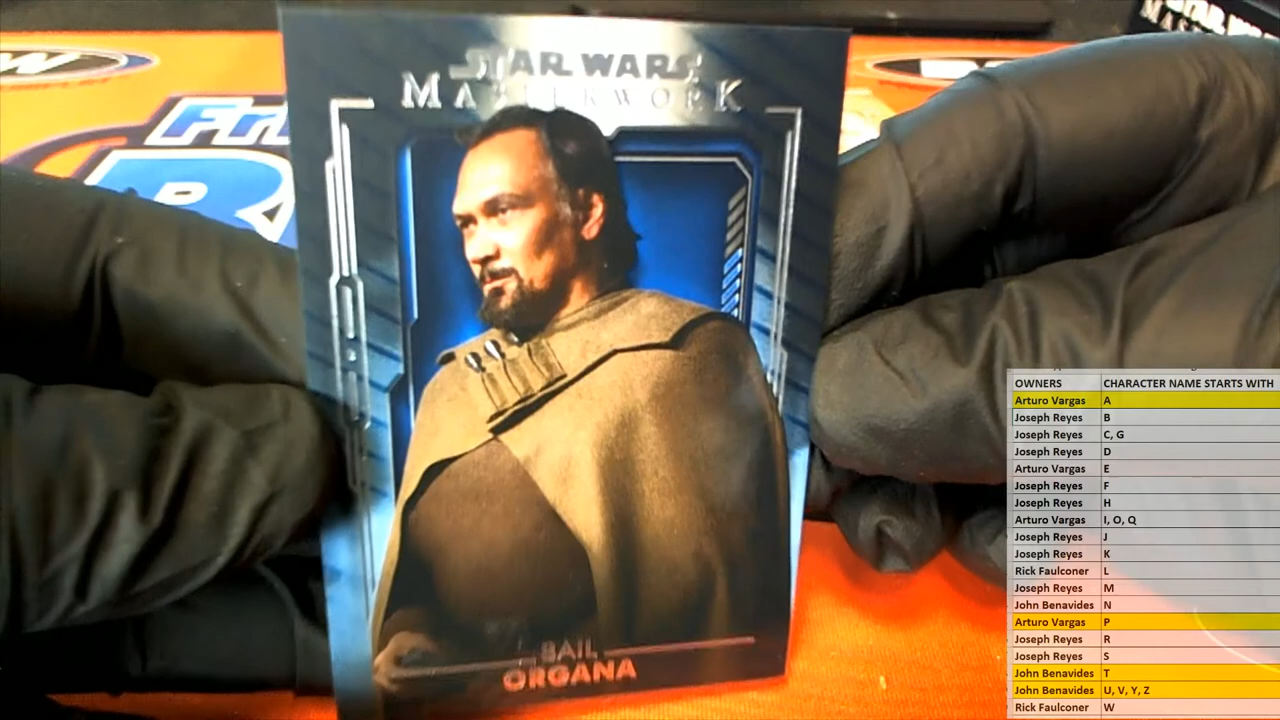 STAR WARS
MASTERWORK
BAIL
ORGANA
OWNERS CHARACTER NAME STARTS WITH
Arturo Vargas A
Joseph Reyes B
Joseph Reyes C, G
Joseph Reyes D
Arturo Vargas E
Joseph Reyes F
Joseph Reyes H
Arturo Vargas I, O, Q
Joseph Reyes J
Joseph Reyes K
Rick Faulconer L
Joseph Reyes M
John Benavides N
Arturo Vargas P
Joseph Reyes R
Joseph Reyes S
John Benavides T
John Benavides U, V, Y, Z
Rick Faulconer W